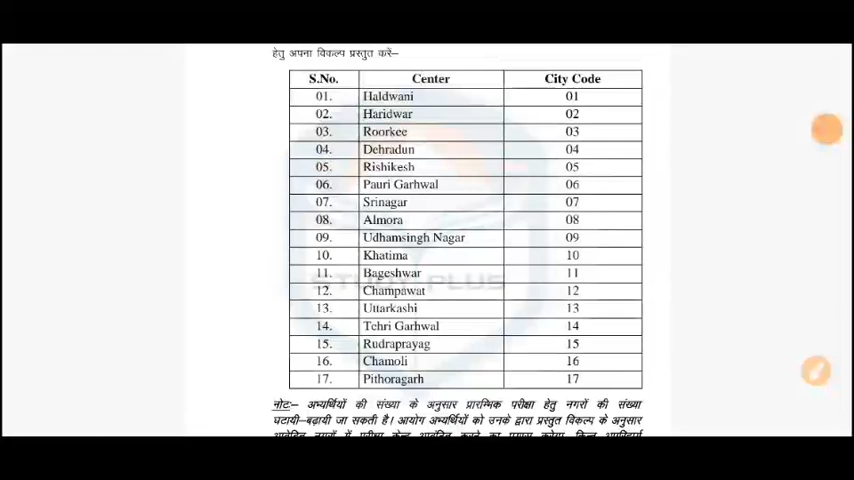 हेतु अपना विकल्प प्रस्तुत करें–
S.No. Center City Code
01. Haldwani 01
02. Haridwar 02
03. Roorkee 03
04. Dehradun 04
05. Rishikesh 05
06. Pauri Garhwal 06
07. Srinagar 07
08. Almora 08
09. Udhamsingh Nagar 09
10. Khatima 10
11. Bageshwar 11
12. Champawat 12
13. Uttarkashi 13
14. Tehri Garhwal 14
15. Rudraprayag 15
16. Chamoli 16
17. Pithoragarh 17
STUDY PLUS
नोटः– अभ्यर्थियों की संख्या के अनुसार प्रारम्भिक परीक्षा हेतु नगरों की संख्या
घटायी–बढ़ायी जा सकती है। आयोग अभ्यर्थियों को उनके द्वारा प्रस्तुत विकल्प के अनुसार